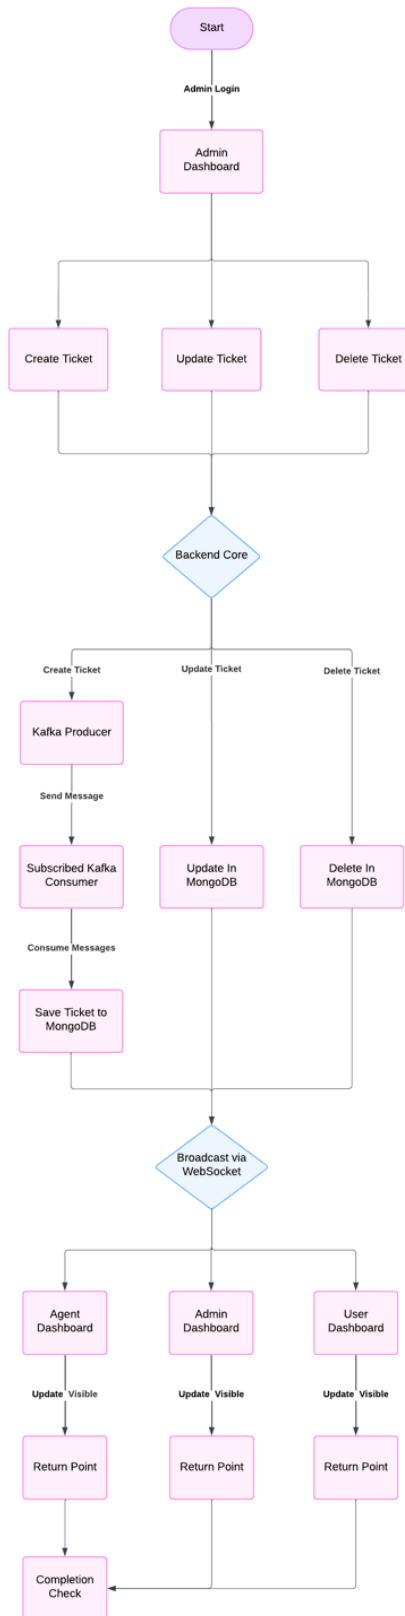 Start
Admin Login
Admin
Dashboard
Create Ticket
Update Ticket
Delete Ticket
Backend Core
Create Ticket
Update Ticket
Delete Ticket
Kafka Producer
Send Message
Subscribed Kafka
Consumer
Update In
MongoDB
Delete In
MongoDB
Consume Messages
Save Ticket to
MongoDB
Broadcast via
WebSocket
Agent
Dashboard
Admin
Dashboard
User
Dashboard
Update Visible
Update Visible
Update Visible
Return Point
Return Point
Return Point
Completion
Check